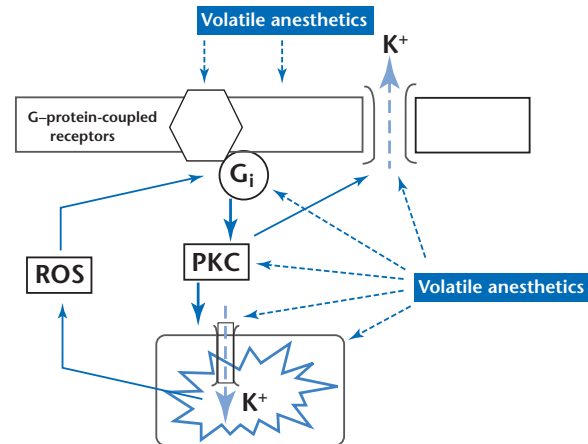 Volatile anesthetics
K⁺
G–protein-coupled
receptors
Gᵢ
ROS
PKC
Volatile anesthetics
K⁺